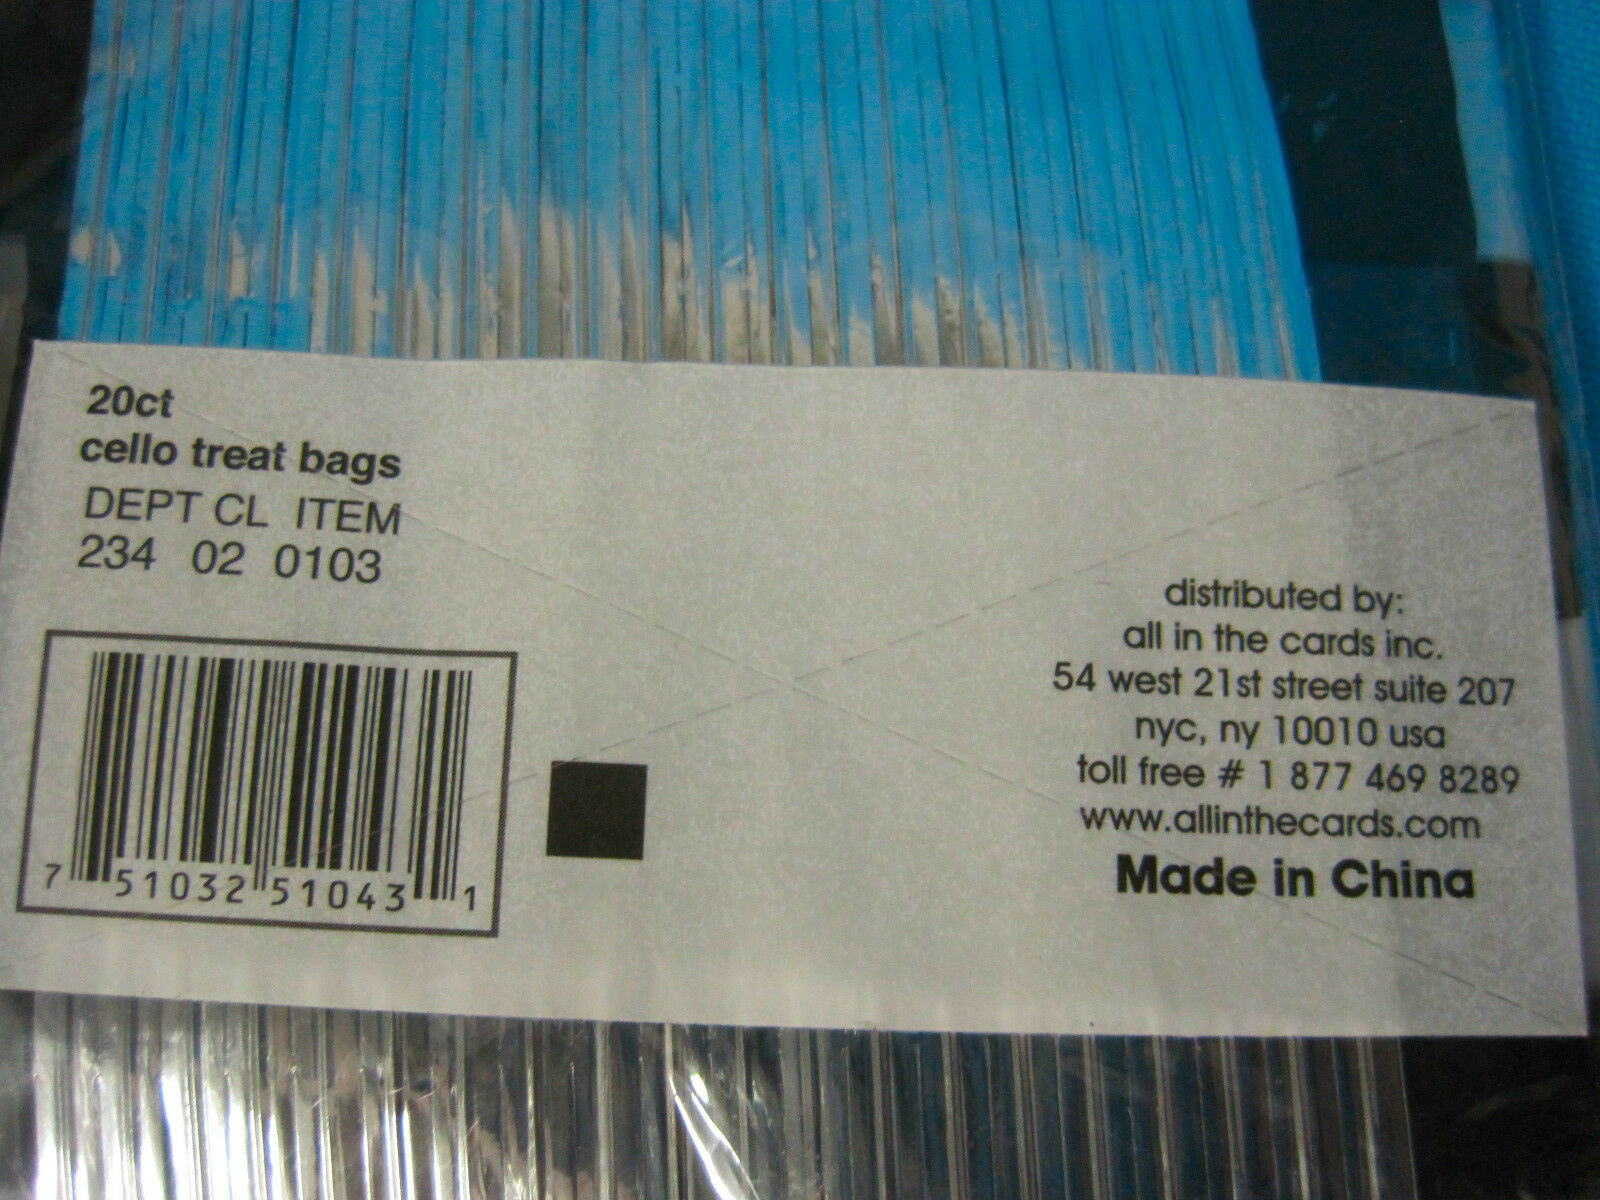 20ct
cello treat bags
DEPT CL ITEM
234 02 0103
7 51032 51043 1
distributed by:
all in the cards inc.
54 west 21st street suite 207
nyc, ny 10010 usa
toll free # 1 877 469 8289
www.allinthecards.com
Made in China